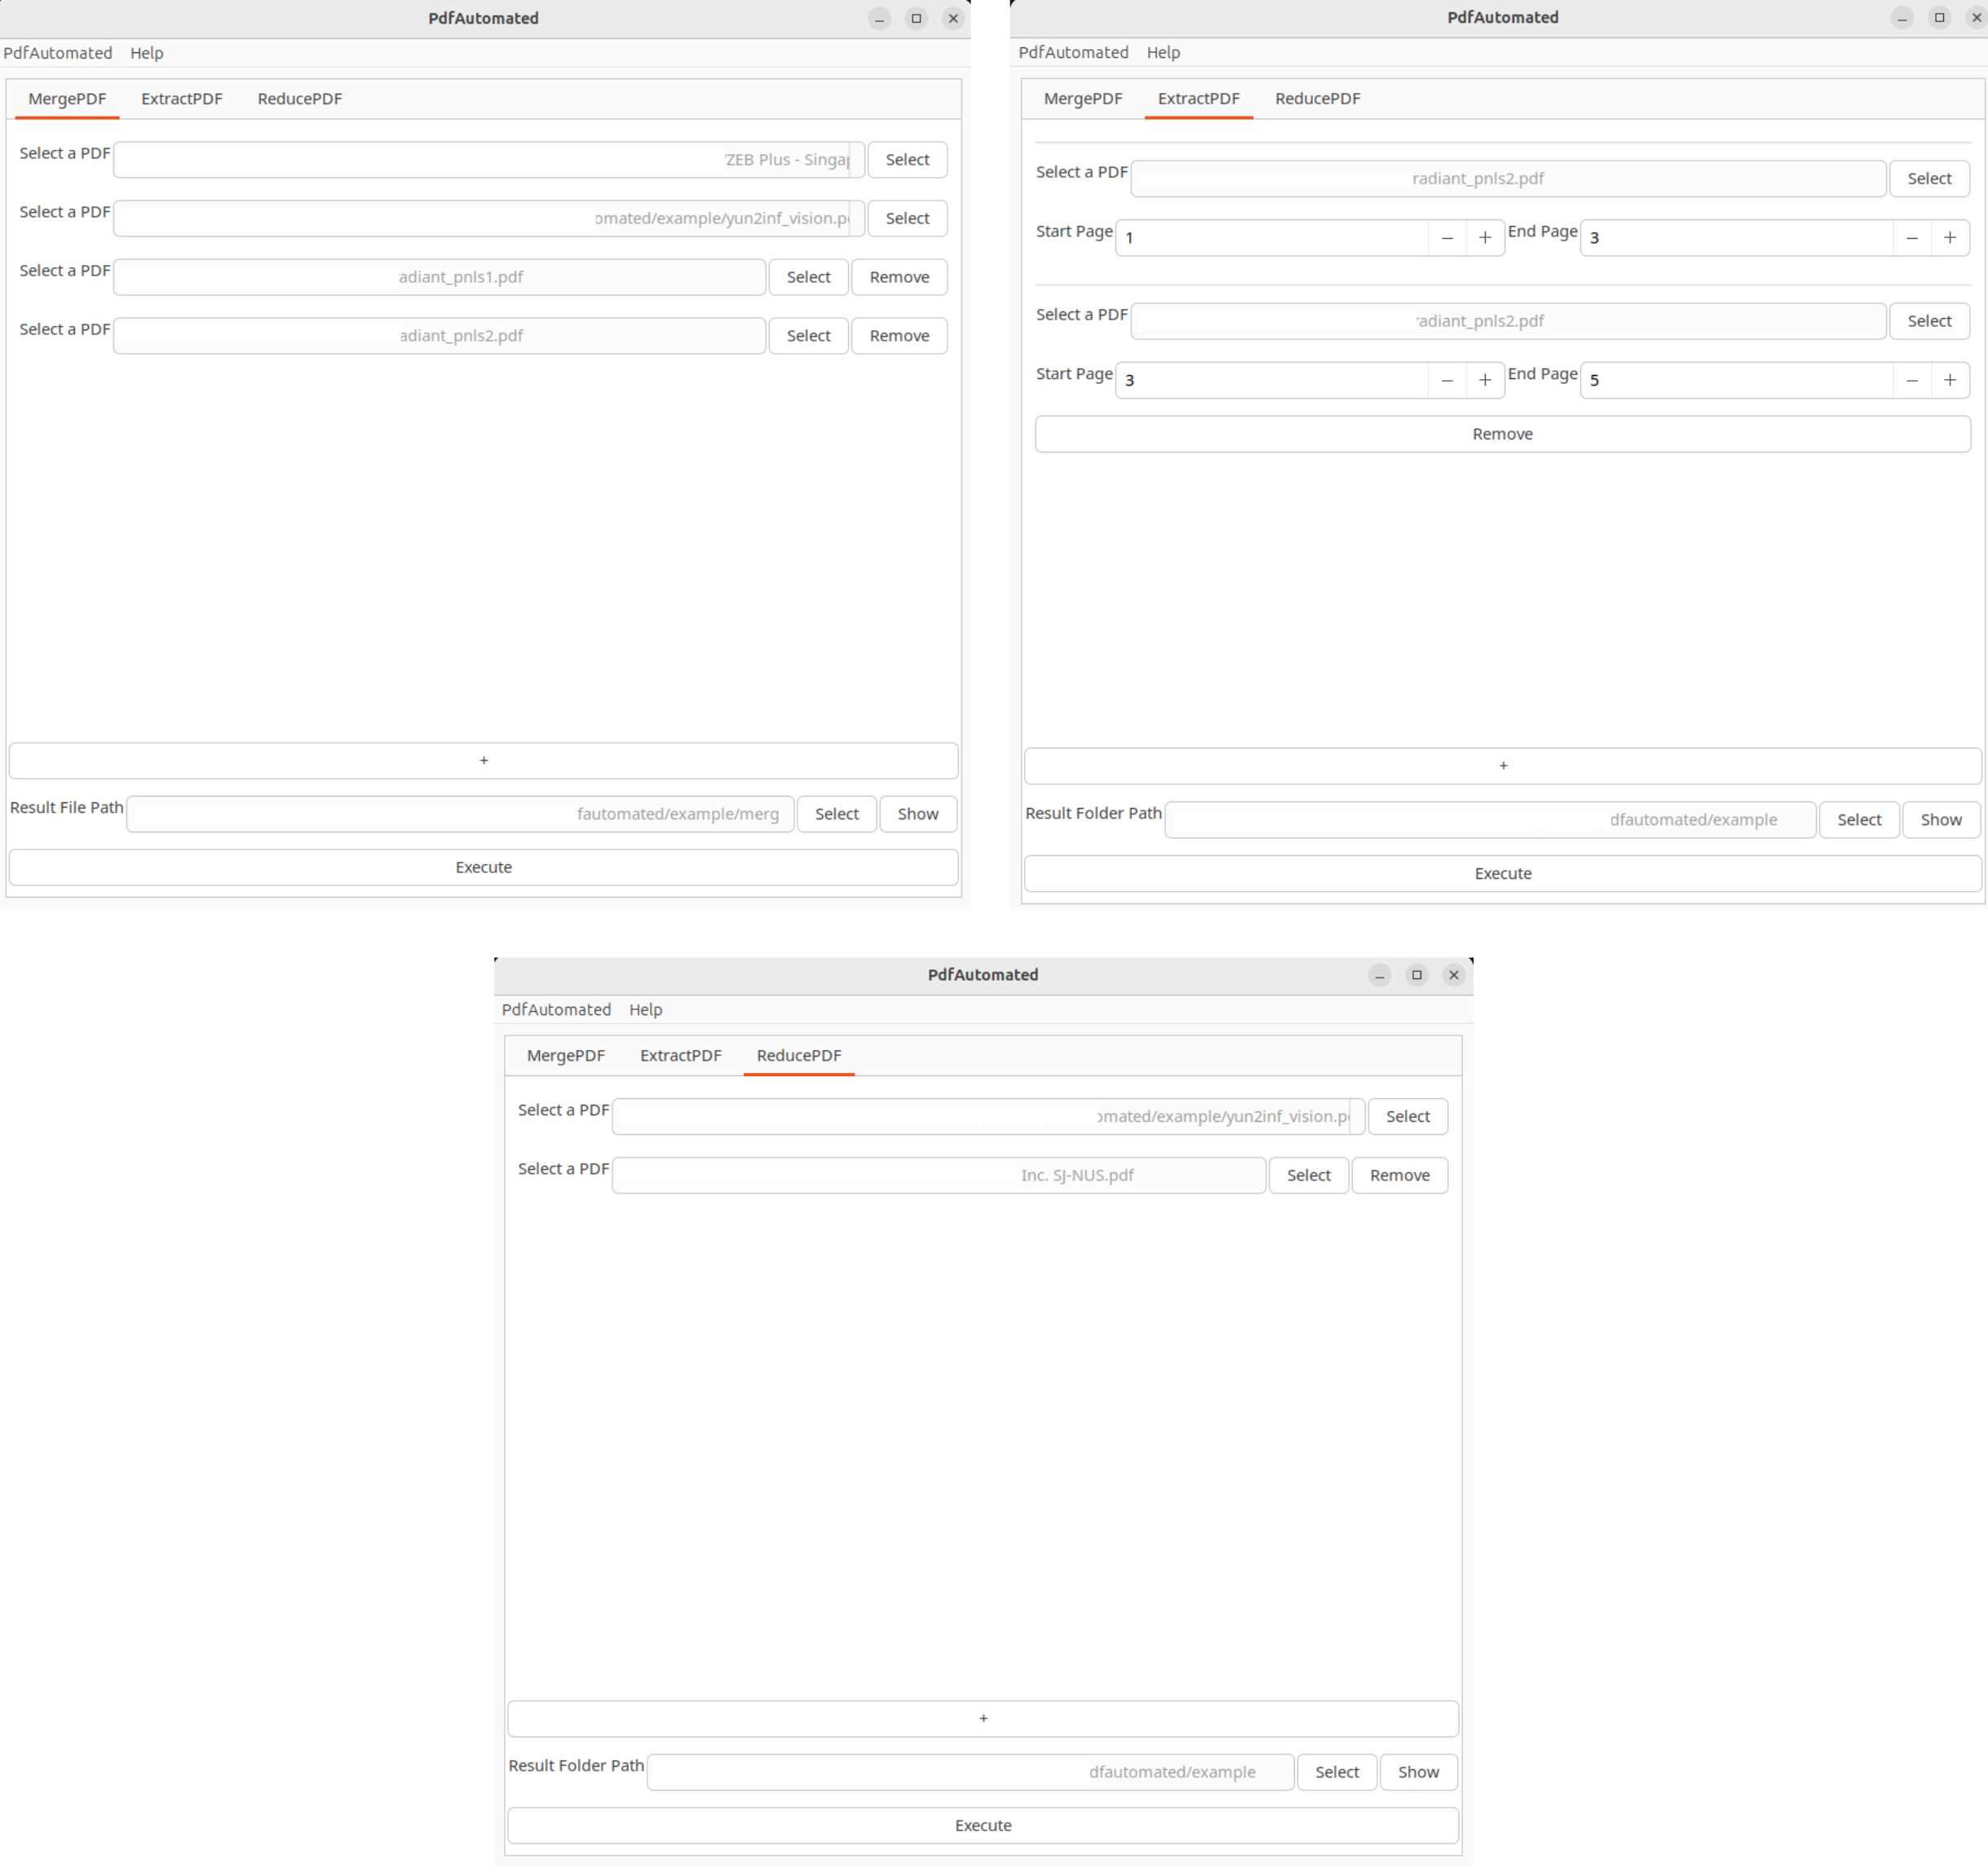 PdfAutomated
PdfAutomated Help
MergePDF ExtractPDF ReducePDF
Select a PDF ZEB Plus - Select
Select a PDF omated/example/yun2inf_vision.p Select
Select a PDF adiant_pnls1.pdf Select Remove
Select a PDF adiant_pnls2.pdf Select Remove
+
Result File Path fautomated/example/merg Select Show
Execute
PdfAutomated
PdfAutomated Help
MergePDF ExtractPDF ReducePDF
Select a PDF radiant_pnls2.pdf Select
Start Page 1 − + End Page 3 − +
Select a PDF adiant_pnls2.pdf Select
Start Page 3 − + End Page 5 − +
Remove
+
Result Folder Path dfautomated/example Select Show
Execute
PdfAutomated
PdfAutomated Help
MergePDF ExtractPDF ReducePDF
Select a PDF omated/example/yun2inf_vision.p Select
Select a PDF Inc. SJ-NUS.pdf Select Remove
+
Result Folder Path dfautomated/example Select Show
Execute